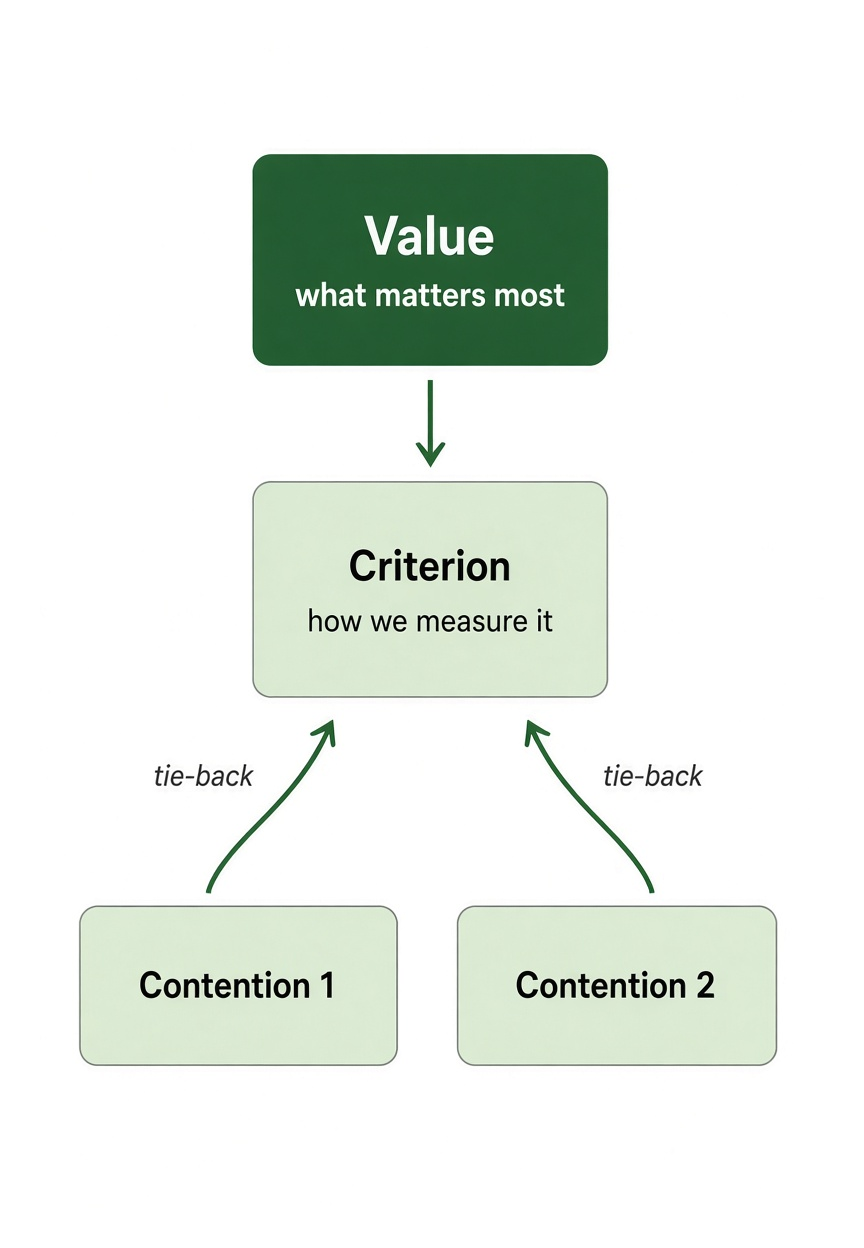 Value
what matters most
Criterion
how we measure it
tie-back
tie-back
Contention 1
Contention 2